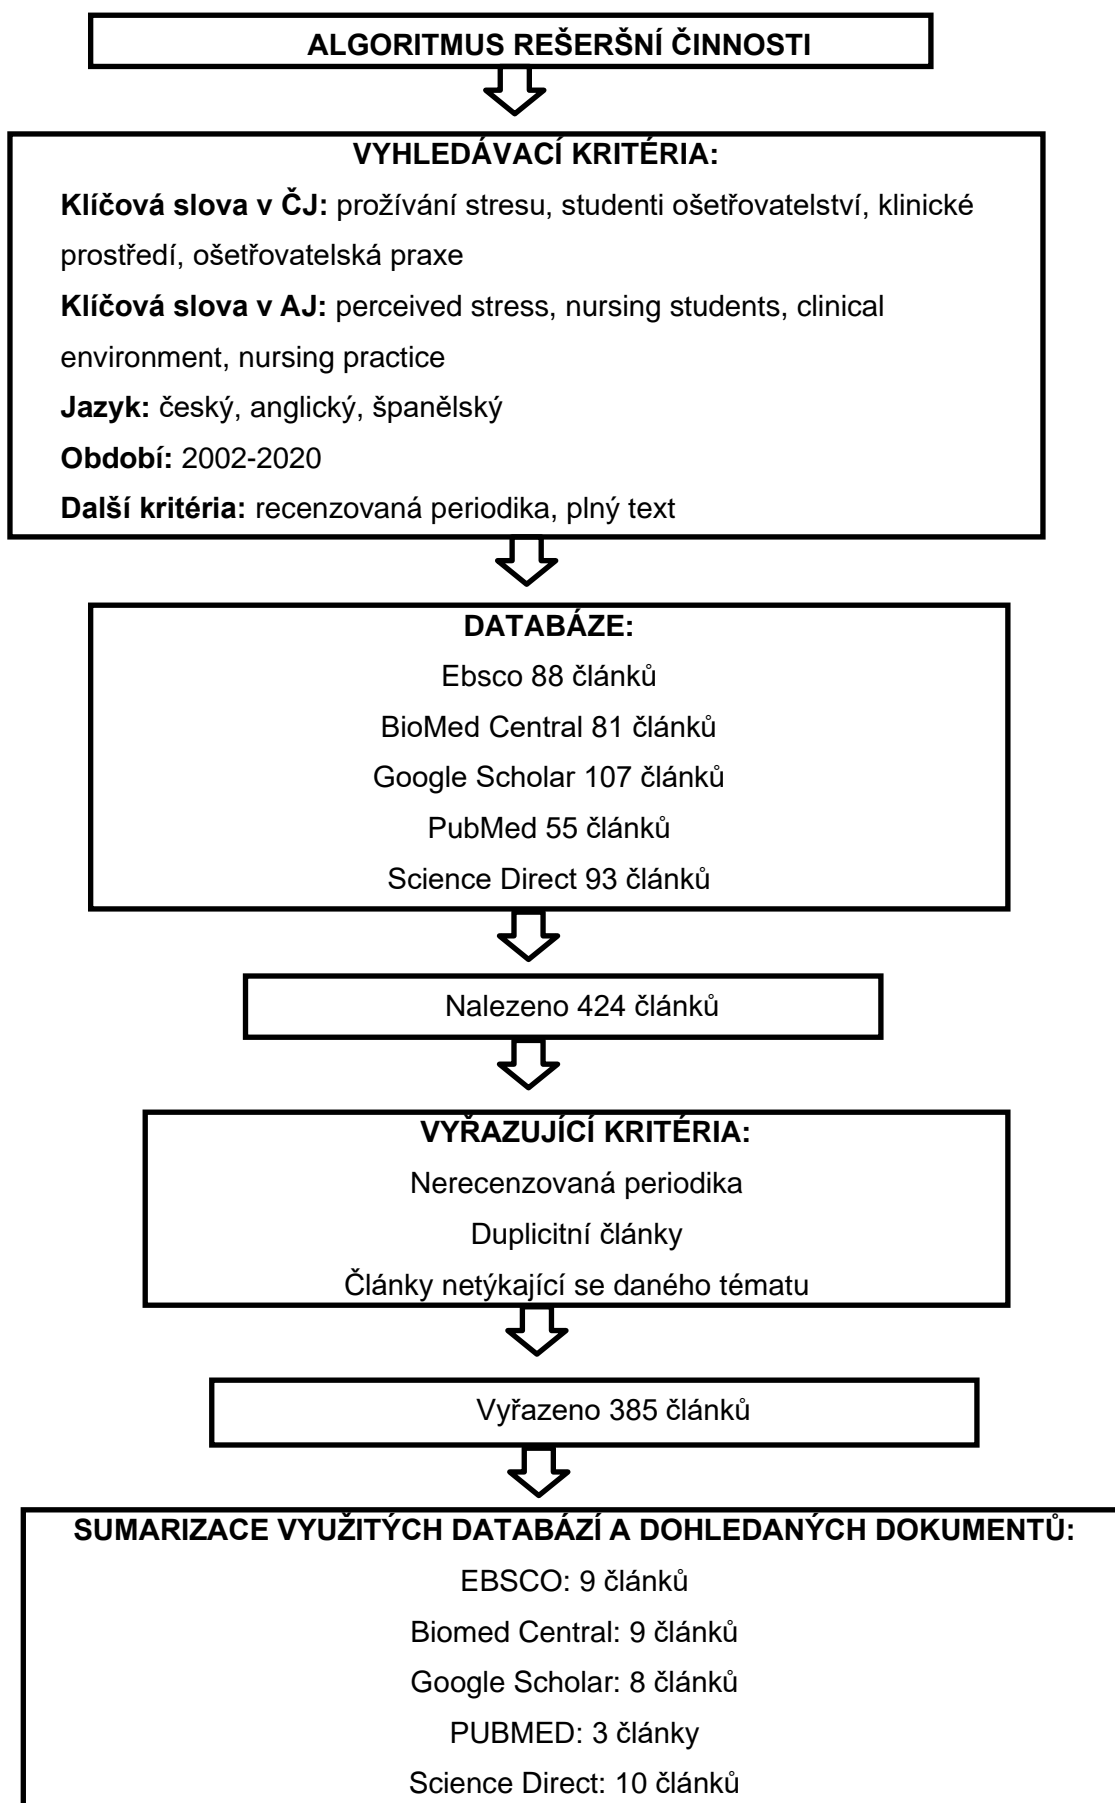 ALGORITMUS REŠERŠNÍ ČINNOSTI
VYHLEDÁVACÍ KRITÉRIA:
Klíčová slova v ČJ: prožívání stresu, studenti ošetřovatelství, klinické
prostředí, ošetřovatelská praxe
Klíčová slova v AJ: perceived stress, nursing students, clinical
environment, nursing practice
Jazyk: český, anglický, španělský
Období: 2002-2020
Další kritéria: recenzovaná periodika, plný text
DATABÁZE:
Ebsco 88 článků
BioMed Central 81 článků
Google Scholar 107 článků
PubMed 55 článků
Science Direct 93 článků
Nalezeno 424 článků
VYŘAZUJÍCÍ KRITÉRIA:
Nerecenzovaná periodika
Duplicitní články
Články netýkající se daného tématu
Vyřazeno 385 článků
SUMARIZACE VYUŽITÝCH DATABÁZÍ A DOHLEDANÝCH DOKUMENTŮ:
EBSCO: 9 článků
Biomed Central: 9 článků
Google Scholar: 8 článků
PUBMED: 3 články
Science Direct: 10 článků